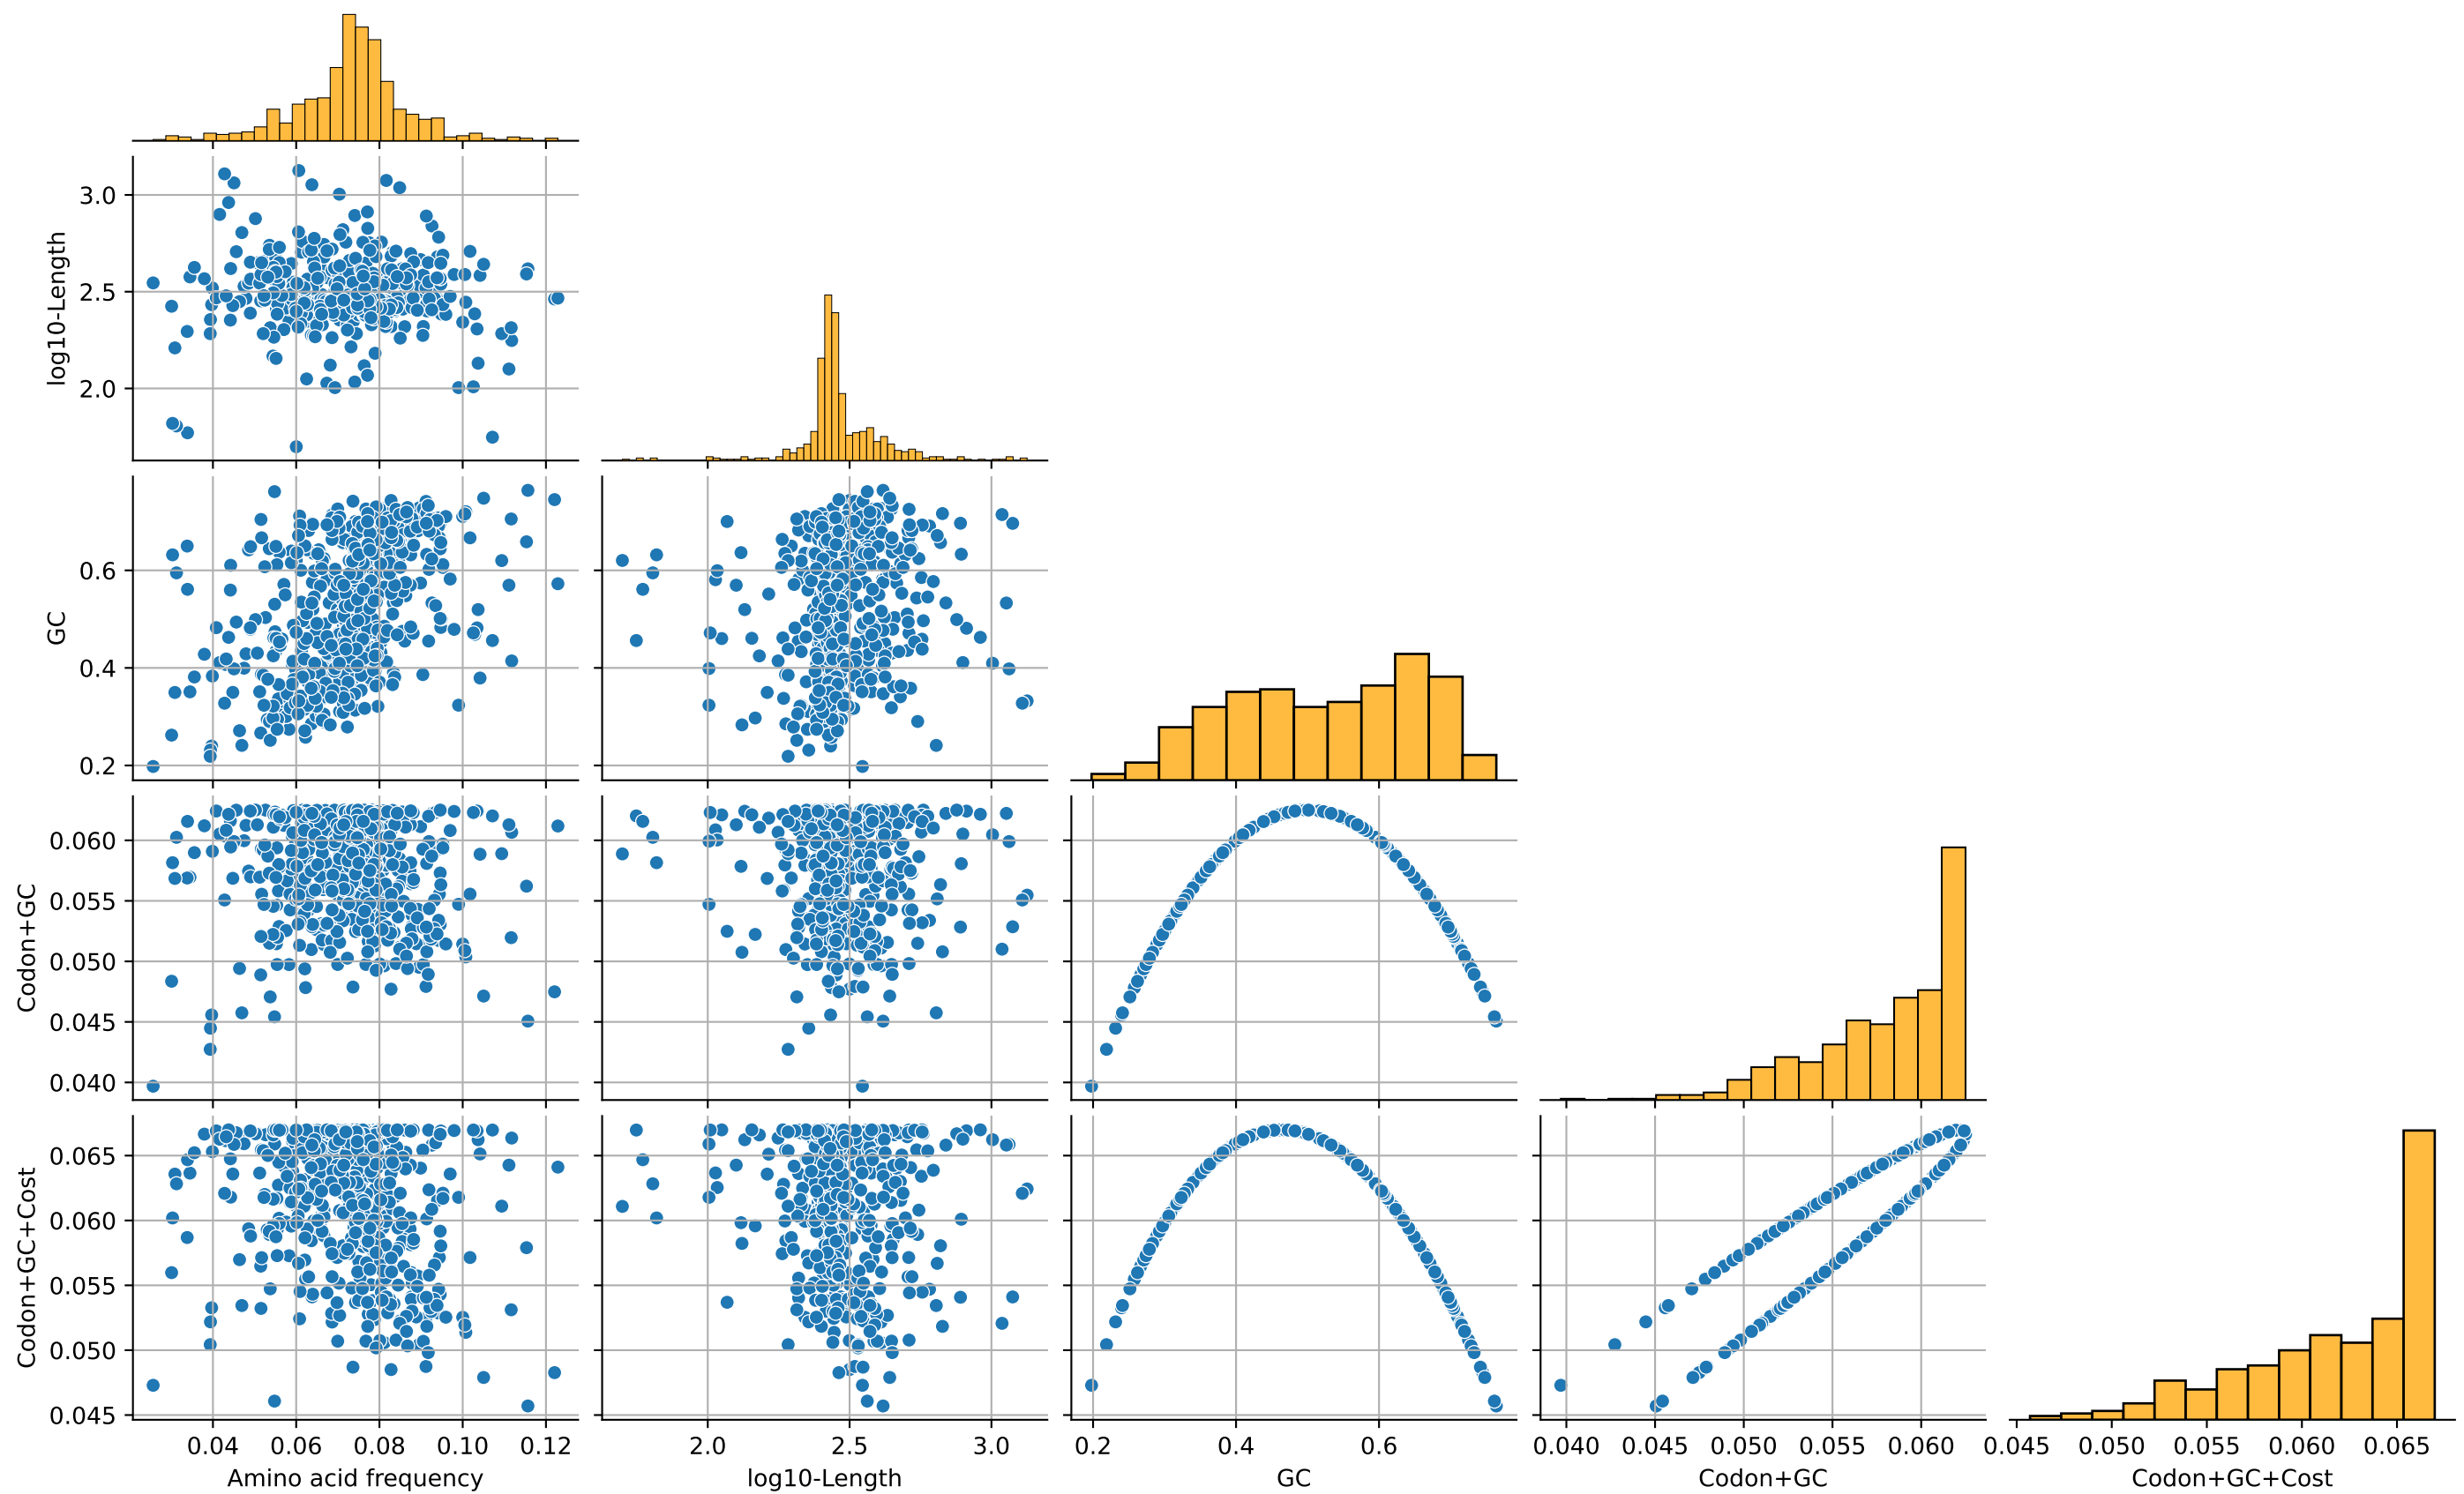 log10-Length
3.0
2.5
2.0
GC
0.6
0.4
0.2
Codon+GC
0.060
0.055
0.050
0.045
0.040
Codon+GC+Cost
0.065
0.060
0.055
0.050
0.045
0.04 0.06 0.08 0.10 0.12
2.0 2.5 3.0
0.2 0.4 0.6
0.040 0.045 0.050 0.055 0.060
0.045 0.050 0.055 0.060 0.065
Amino acid frequency
log10-Length
GC
Codon+GC
Codon+GC+Cost